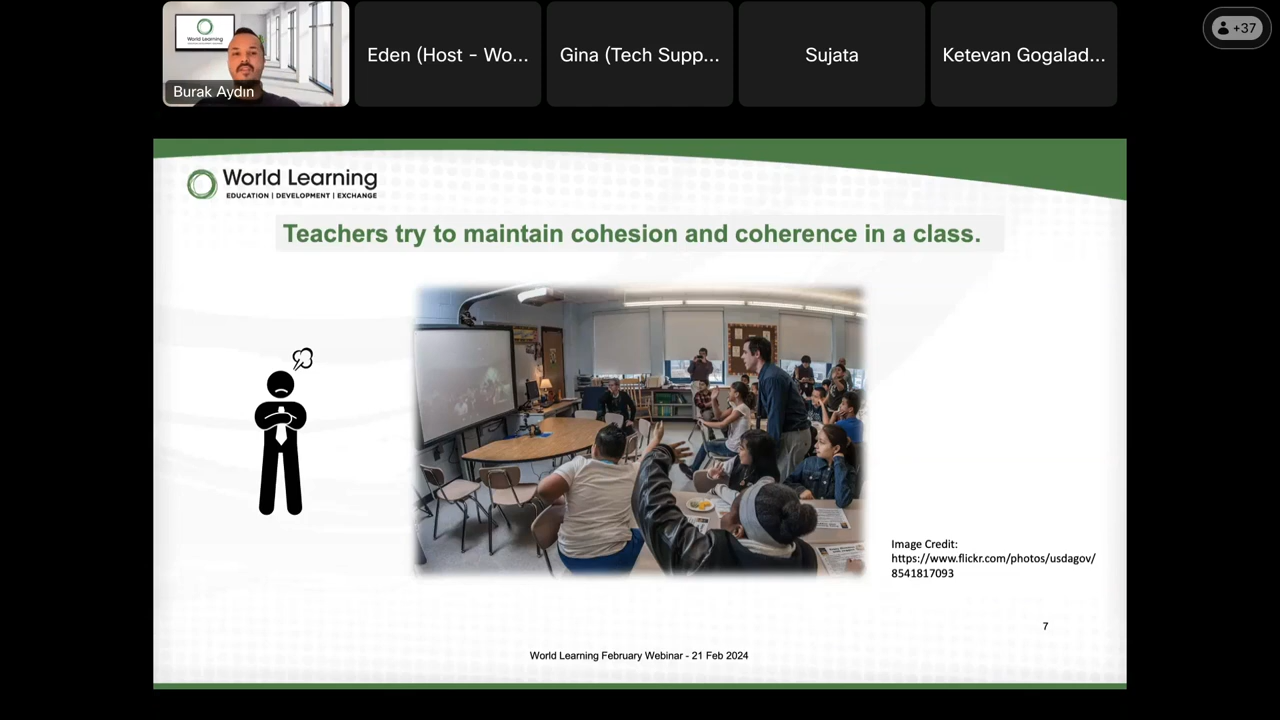 World Learning
Burak Aydın
Eden (Host - Wo...
Gina (Tech Supp...
Sujata
Ketevan Gogalad...
+37
World Learning
EDUCATION | DEVELOPMENT | EXCHANGE
Teachers try to maintain cohesion and coherence in a class.
Image Credit:
https://www.flickr.com/photos/usdagov/
8541817093
7
World Learning February Webinar - 21 Feb 2024